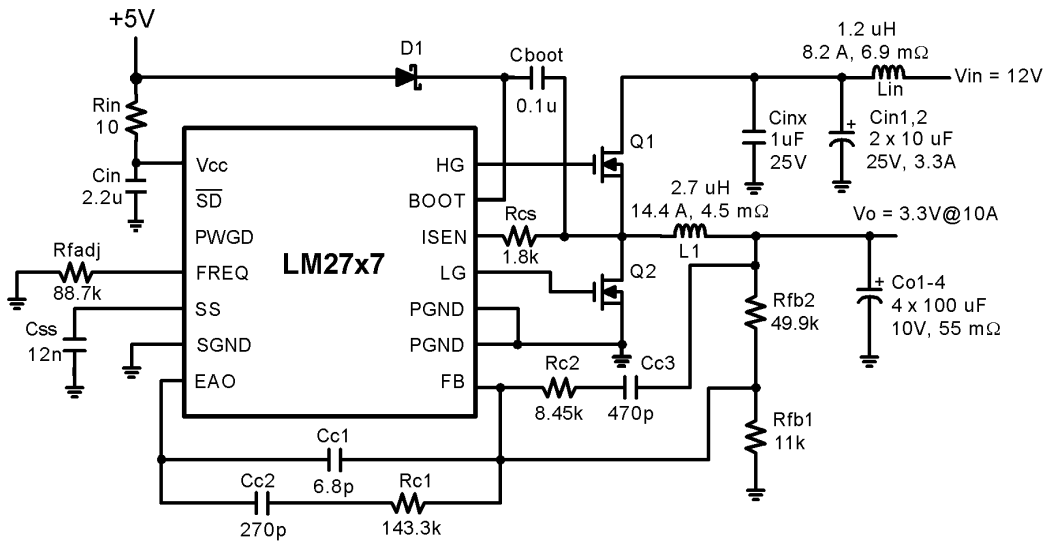 +5V
D1
Cboot
0.1u
1.2 uH
8.2 A, 6.9 mΩ
Lin
Vin = 12V
Rin
10
Cin
2.2u
Cinx
1uF
25V
Cin1,2
+
2 x 10 uF
25V, 3.3A
Vcc
SD
PWGD
FREQ
SS
SGND
EAO
LM27x7
HG
BOOT
ISEN
LG
PGND
PGND
FB
Q1
Rcs
1.8k
2.7 uH
14.4 A, 4.5 mΩ
L1
Vo = 3.3V@10A
Q2
Rfadj
88.7k
Css
12n
Rfb2
49.9k
+
Co1-4
4 x 100 uF
10V, 55 mΩ
Rc2
8.45k
Cc3
470p
Rfb1
11k
Cc1
6.8p
Cc2
270p
Rc1
143.3k